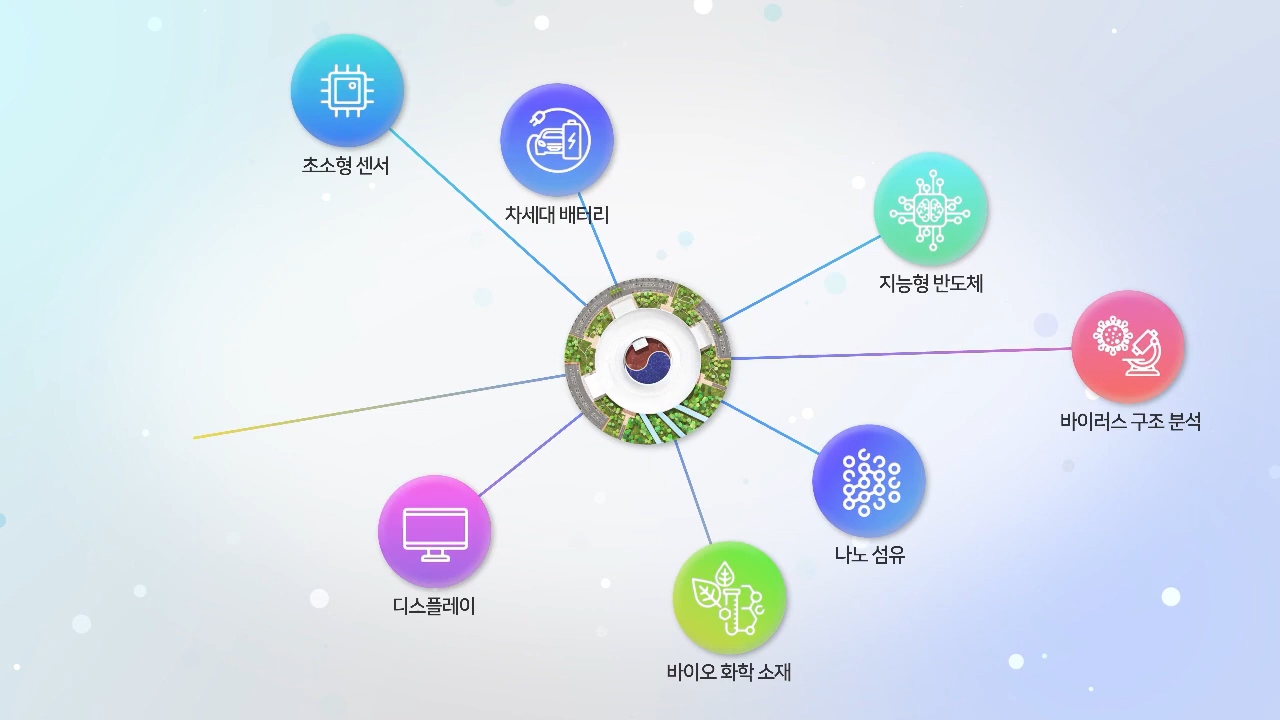 초소형 센서
차세대 배터리
지능형 반도체
바이러스 구조 분석
나노 섬유
디스플레이
바이오 화학 소재